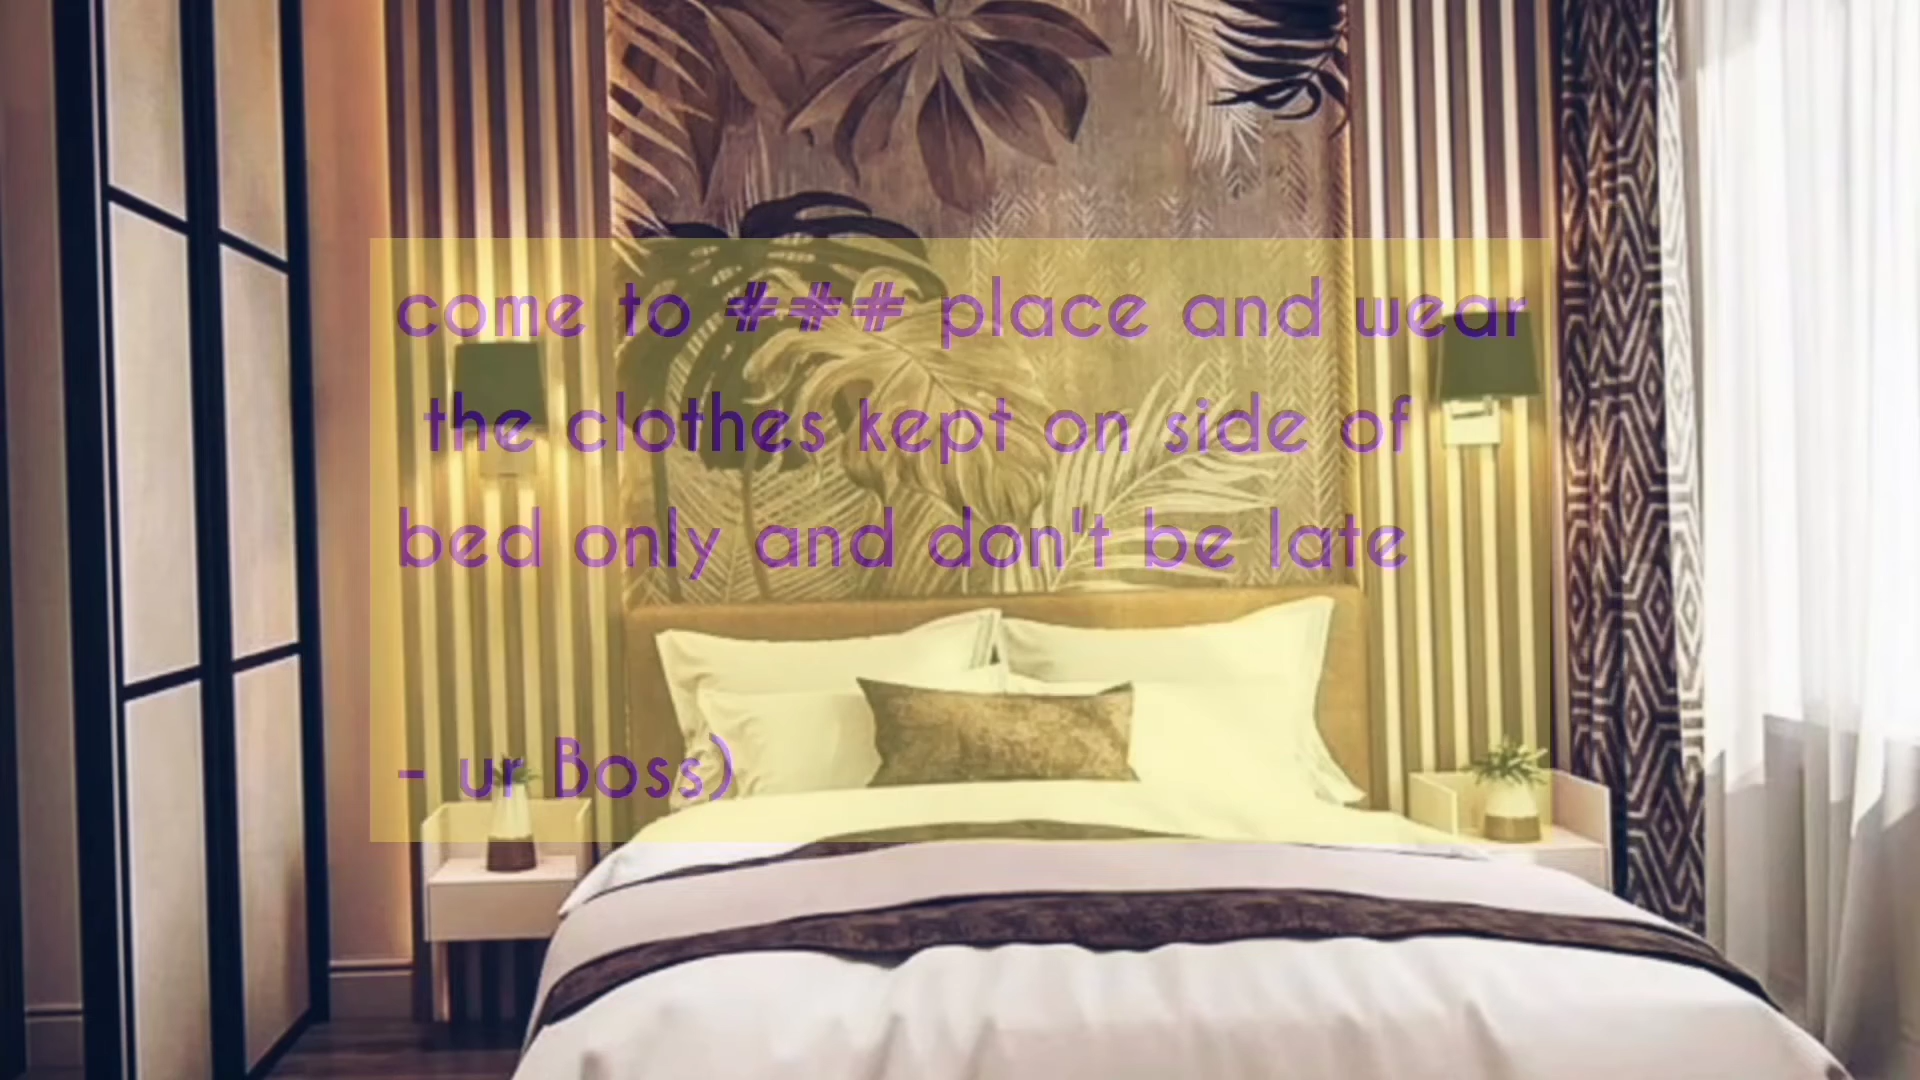 come to ### place and wear
the clothes kept on side of
bed only and don't be late
- ur Boss)